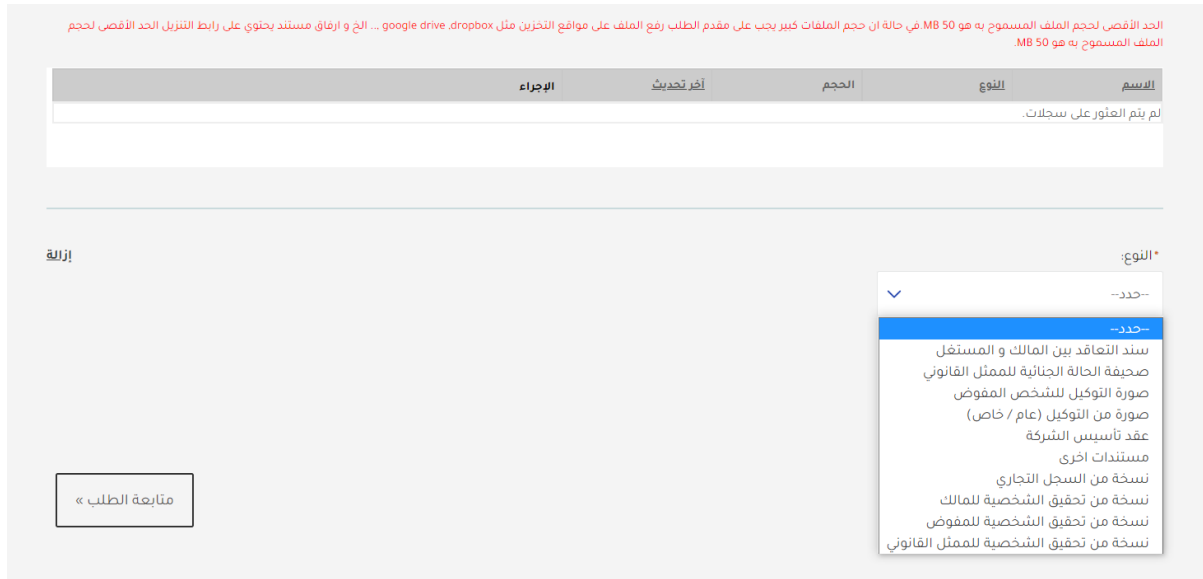 الحد الأقصى لحجم الملف المسموح به هو 50 MB.في حالة ان حجم الملفات كبير يجب على مقدم الطلب رفع الملف على مواقع التخزين مثل google drive ,dropbox ... الخ و ارفاق مستند يحتوي على رابط التنزيل الحد الأقصى لحجم
الملف المسموح به هو 50 MB.
الاسم النوع الحجم آخر تحديث الإجراء
لم يتم العثور على سجلات.
*النوع: إزالة
--حدد--
--حدد--
سند التعاقد بين المالك و المستغل
صحيفة الحالة الجنائية للممثل القانوني
صورة التوكيل للشخص المفوض
صورة من التوكيل (عام / خاص)
عقد تأسيس الشركة
مستندات اخرى
نسخة من السجل التجاري
نسخة من تحقيق الشخصية للمالك
نسخة من تحقيق الشخصية للمفوض
نسخة من تحقيق الشخصية للممثل القانوني
متابعة الطلب »